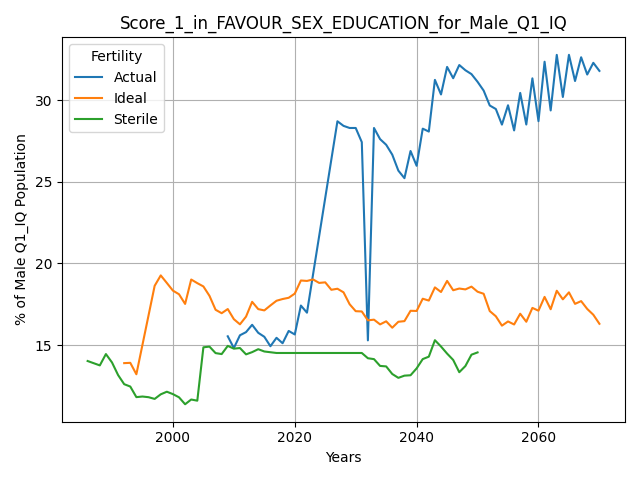 Score_1_in_FAVOUR_SEX_EDUCATION_for_Male_Q1_IQ
Fertility
Actual
Ideal
Sterile
% of Male Q1_IQ Population
30
25
20
15
2000
2020
2040
2060
Years